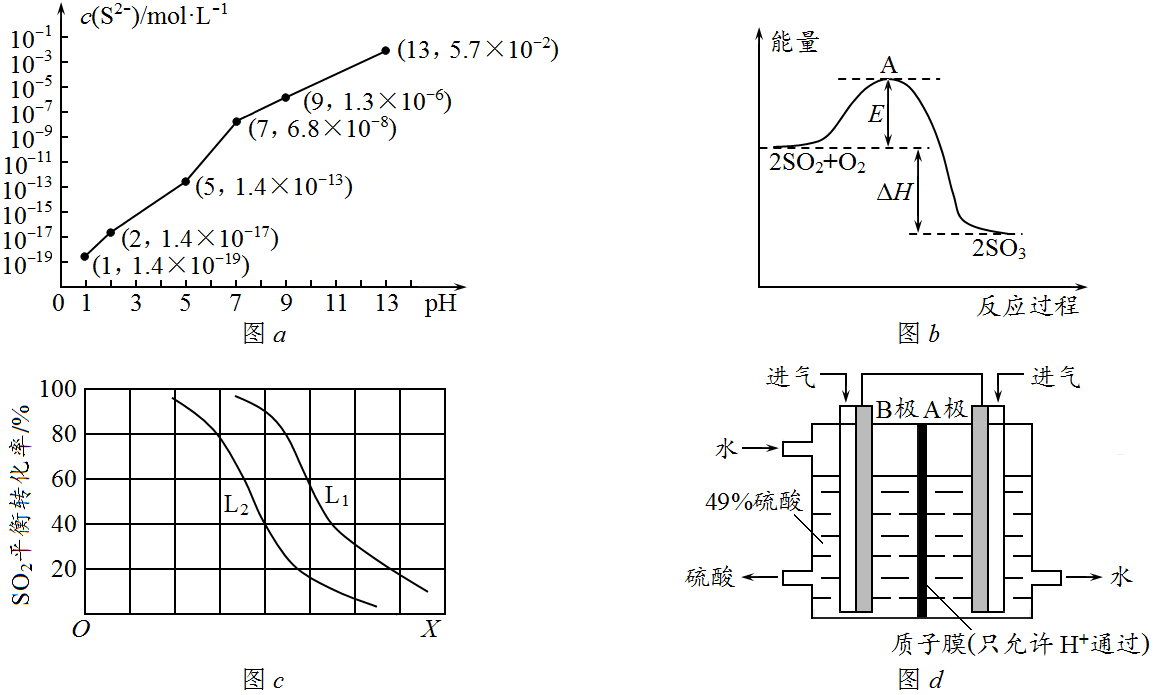 c(S²⁻)/mol·L⁻¹
10⁻¹
10⁻³
10⁻⁵
10⁻⁷
10⁻⁹
10⁻¹¹
10⁻¹³
10⁻¹⁵
10⁻¹⁷
10⁻¹⁹
(13，5.7×10⁻²)
(9，1.3×10⁻⁶)
(7，6.8×10⁻⁸)
(5，1.4×10⁻¹³)
(2，1.4×10⁻¹⁷)
(1，1.4×10⁻¹⁹)
0 1 3 5 7 9 11 13 pH
图 a
能量
A
E
2SO₂+O₂
ΔH
2SO₃
反应过程
图 b
SO₂平衡转化率/%
100
80
60
40
20
L₂
L₁
O
X
图 c
进气
进气
B极 A极
水
49%硫酸
硫酸
水
质子膜(只允许 H⁺通过)
图 d